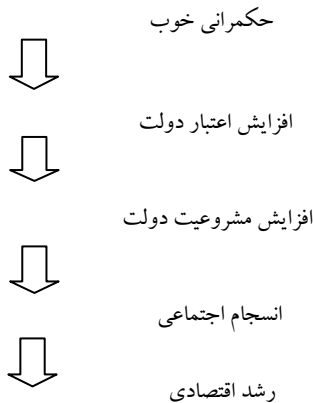 حکمرانی خوب
افزایش اعتبار دولت
افزایش مشروعیت دولت
انسجام اجتماعی
رشد اقتصادی